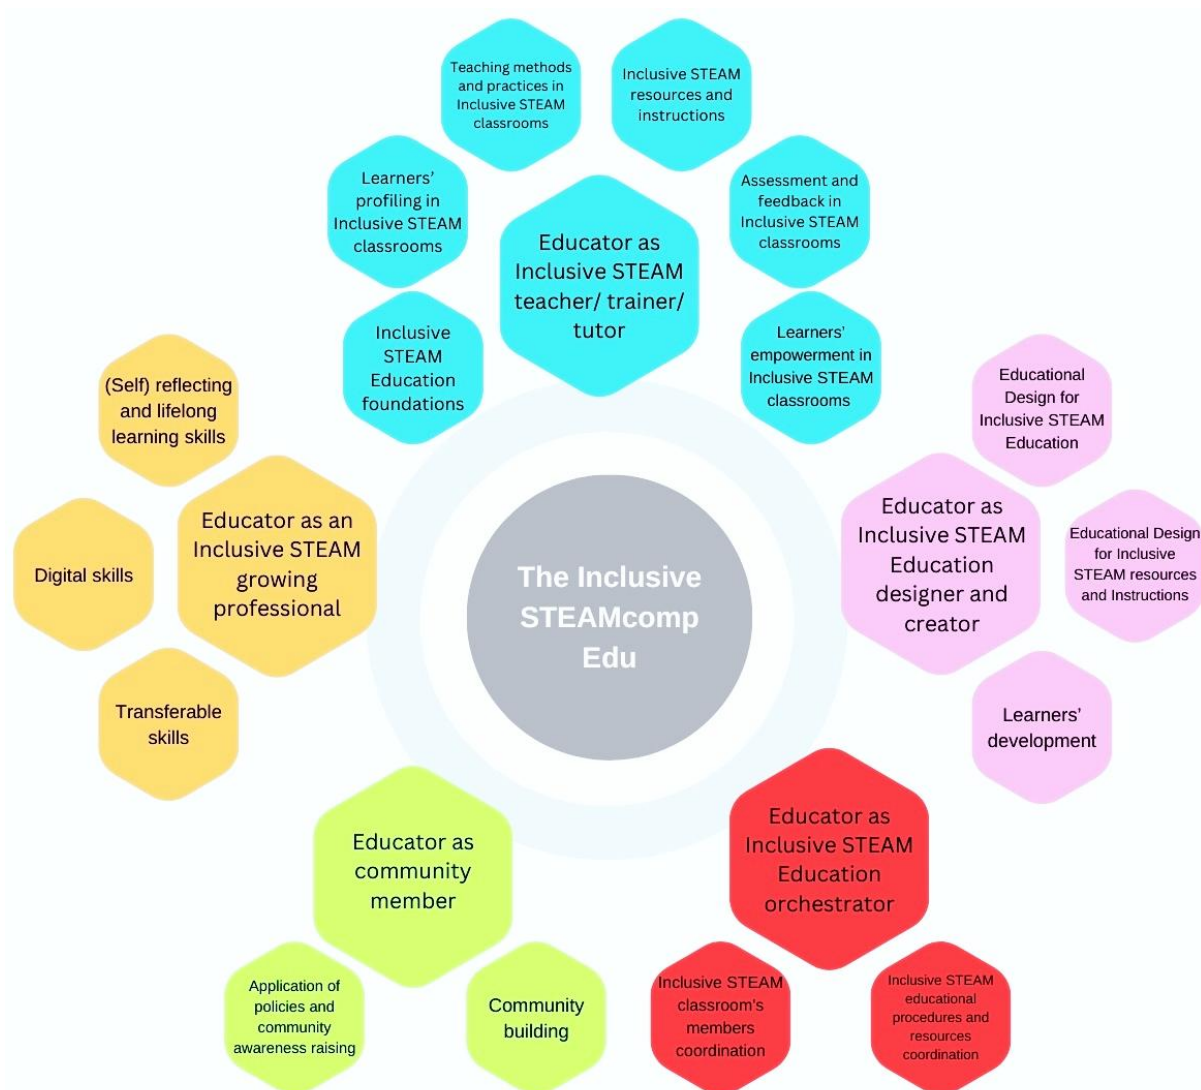 Teaching methods
and practices in
Inclusive STEAM
classrooms
Inclusive STEAM
resources and
instructions
Learners'
profiling in
Inclusive STEAM
classrooms
Assessment and
feedback in
Inclusive STEAM
classrooms
Educator as
Inclusive STEAM
teacher/ trainer/
tutor
Inclusive
STEAM
Education
foundations
Learners'
empowerment in
Inclusive STEAM
classrooms
(Self) reflecting
and lifelong
learning skills
Educator as an
Inclusive STEAM
growing
professional
Digital skills
Transferable
skills
Educational
Design for
Inclusive STEAM
Education
Educator as
Inclusive STEAM
Education
designer and
creator
Educational Design
for Inclusive
STEAM resources
and Instructions
Learners'
development
The Inclusive
STEAMcomp
Edu
Educator as
community
member
Application of
policies and
community
awareness raising
Community
building
Educator as
Inclusive STEAM
Education
orchestrator
Inclusive STEAM
classroom's
members
coordination
Inclusive STEAM
educational
procedures and
resources
coordination